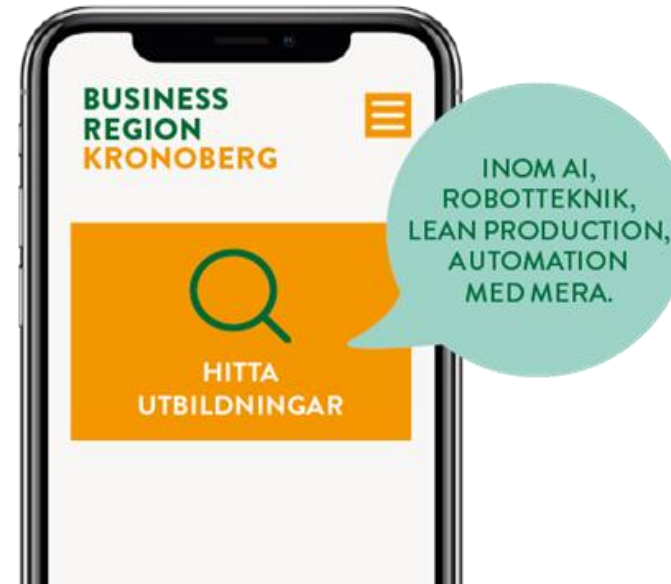 BUSINESS
REGION
KRONOBERG
HITTA
UTBILDNINGAR
INOM AI,
ROBOTTEKNIK,
LEAN PRODUCTION,
AUTOMATION
MED MERA.